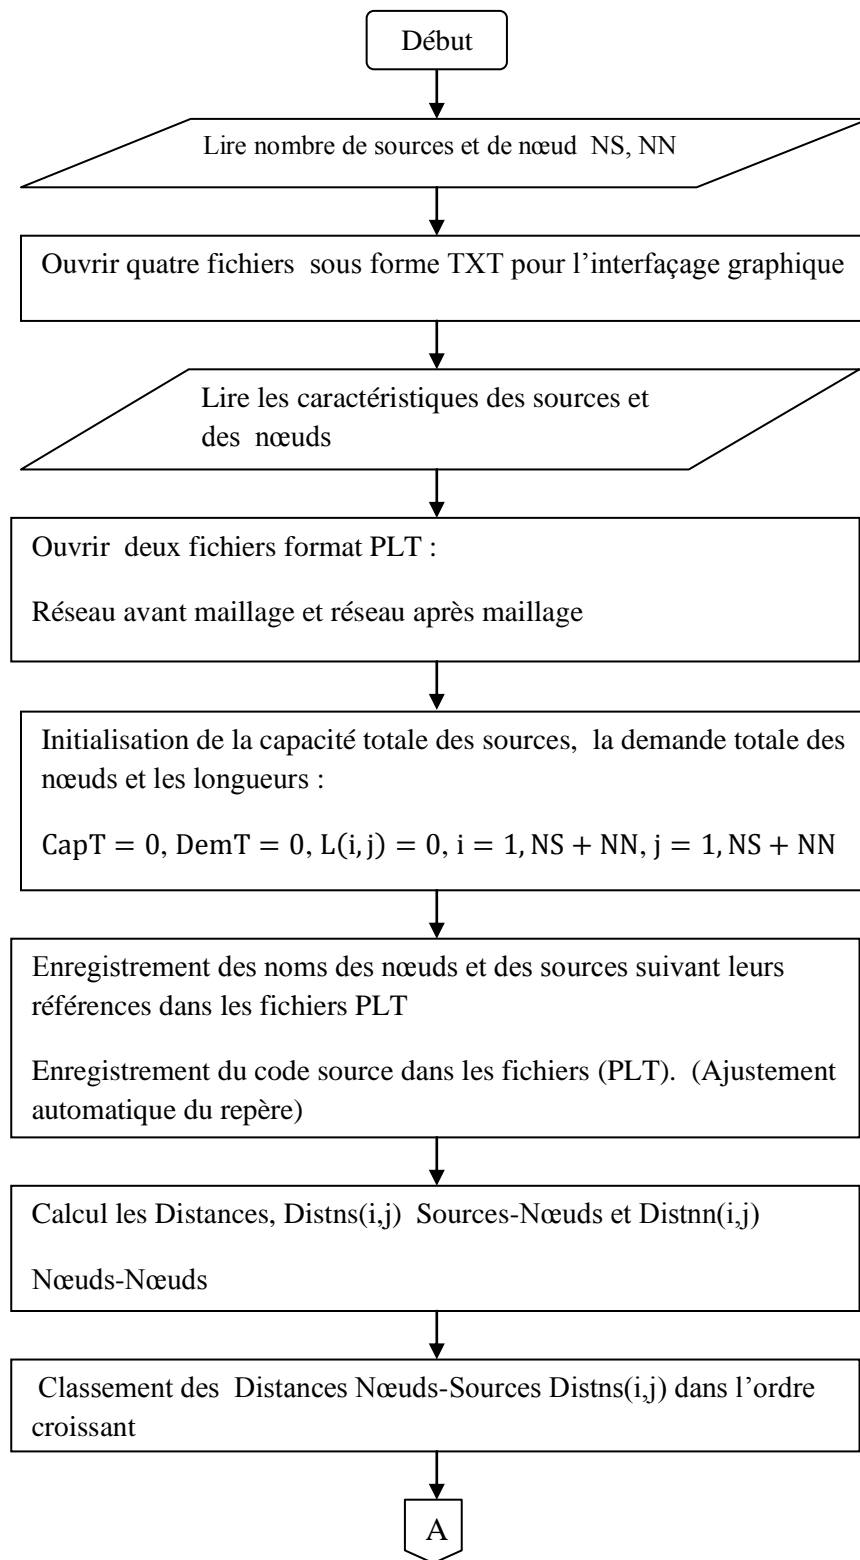 Début
Lire nombre de sources et de nœud NS, NN
Ouvrir quatre fichiers sous forme TXT pour l’interfaçage graphique
Lire les caractéristiques des sources et
des nœuds
Ouvrir deux fichiers format PLT :
Réseau avant maillage et réseau après maillage
Initialisation de la capacité totale des sources, la demande totale des
nœuds et les longueurs :
CapT = 0, DemT = 0, L(i, j) = 0, i = 1, NS + NN, j = 1, NS + NN
Enregistrement des noms des nœuds et des sources suivant leurs
références dans les fichiers PLT
Enregistrement du code source dans les fichiers (PLT). (Ajustement
automatique du repère)
Calcul les Distances, Distns(i,j) Sources-Nœuds et Distnn(i,j)
Nœuds-Nœuds
Classement des Distances Nœuds-Sources Distns(i,j) dans l’ordre
croissant
A